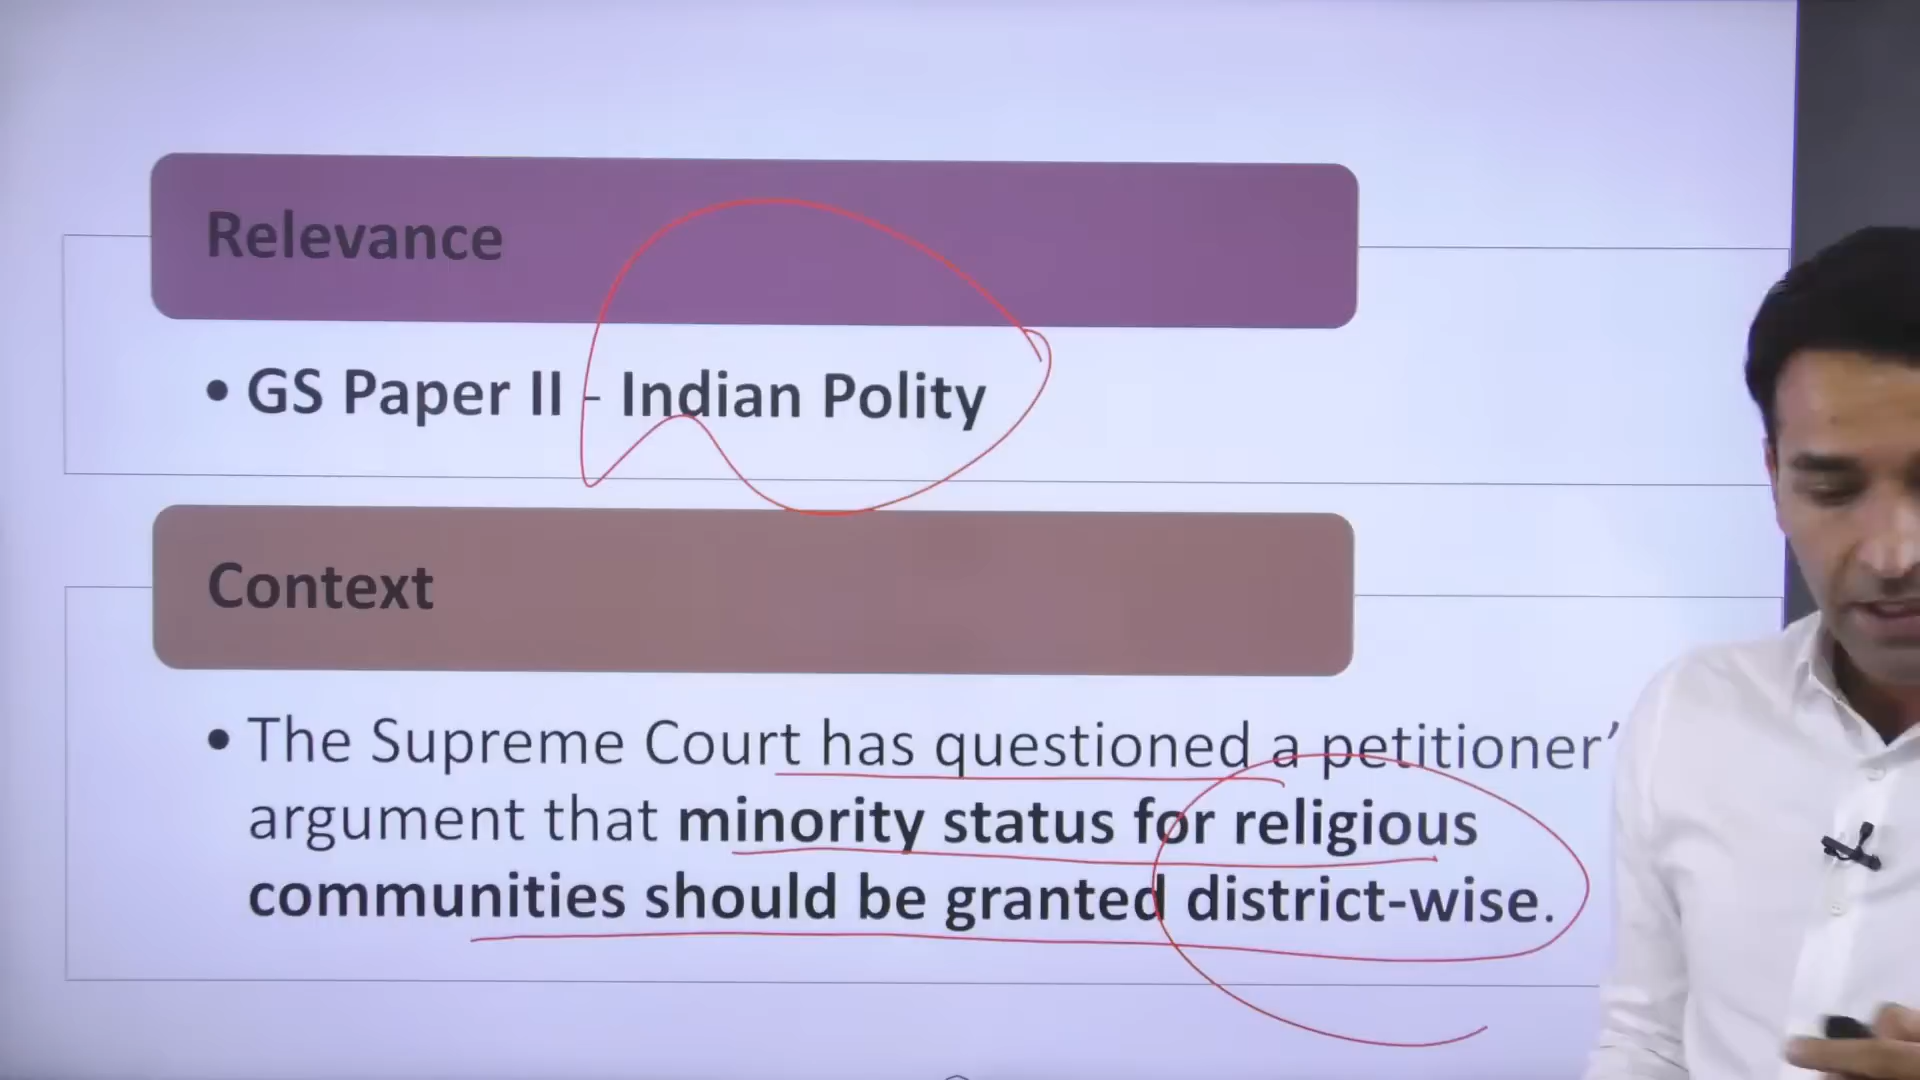 Relevance
• GS Paper II - Indian Polity
Context
• The Supreme Court has questioned a petitioner’
argument that minority status for religious
communities should be granted district-wise.